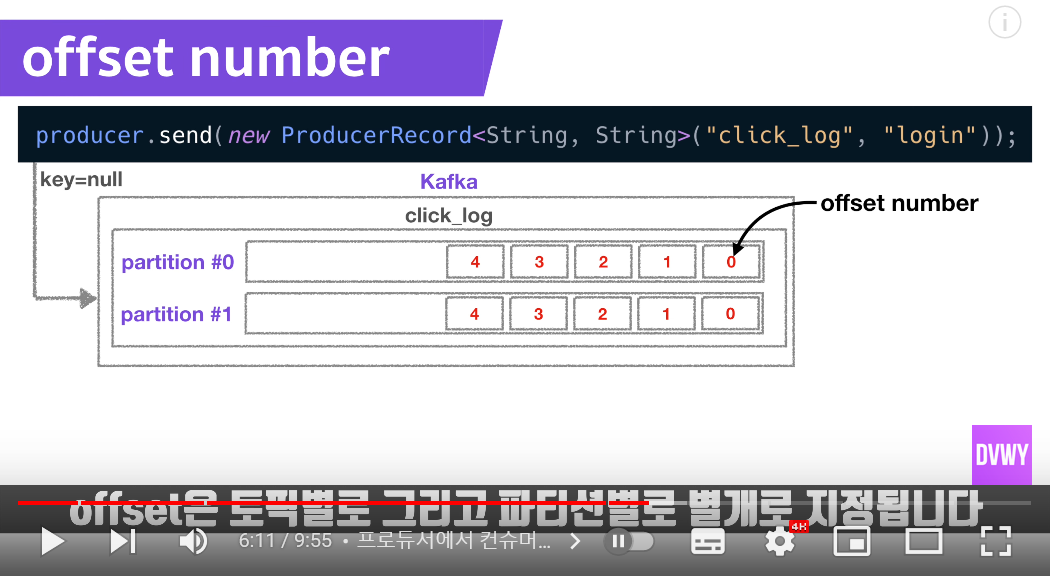 offset number
producer.send(new ProducerRecord<String, String>("click_log", "login"));
key=null
Kafka
click_log
offset number
partition #0
4 3 2 1 0
partition #1
4 3 2 1 0
DVWY
offset은 토픽별로 그리고 파티션별로 별개로 지정됩니다
6:11 / 9:55 • 프로듀서에서 컨슈머...
4K